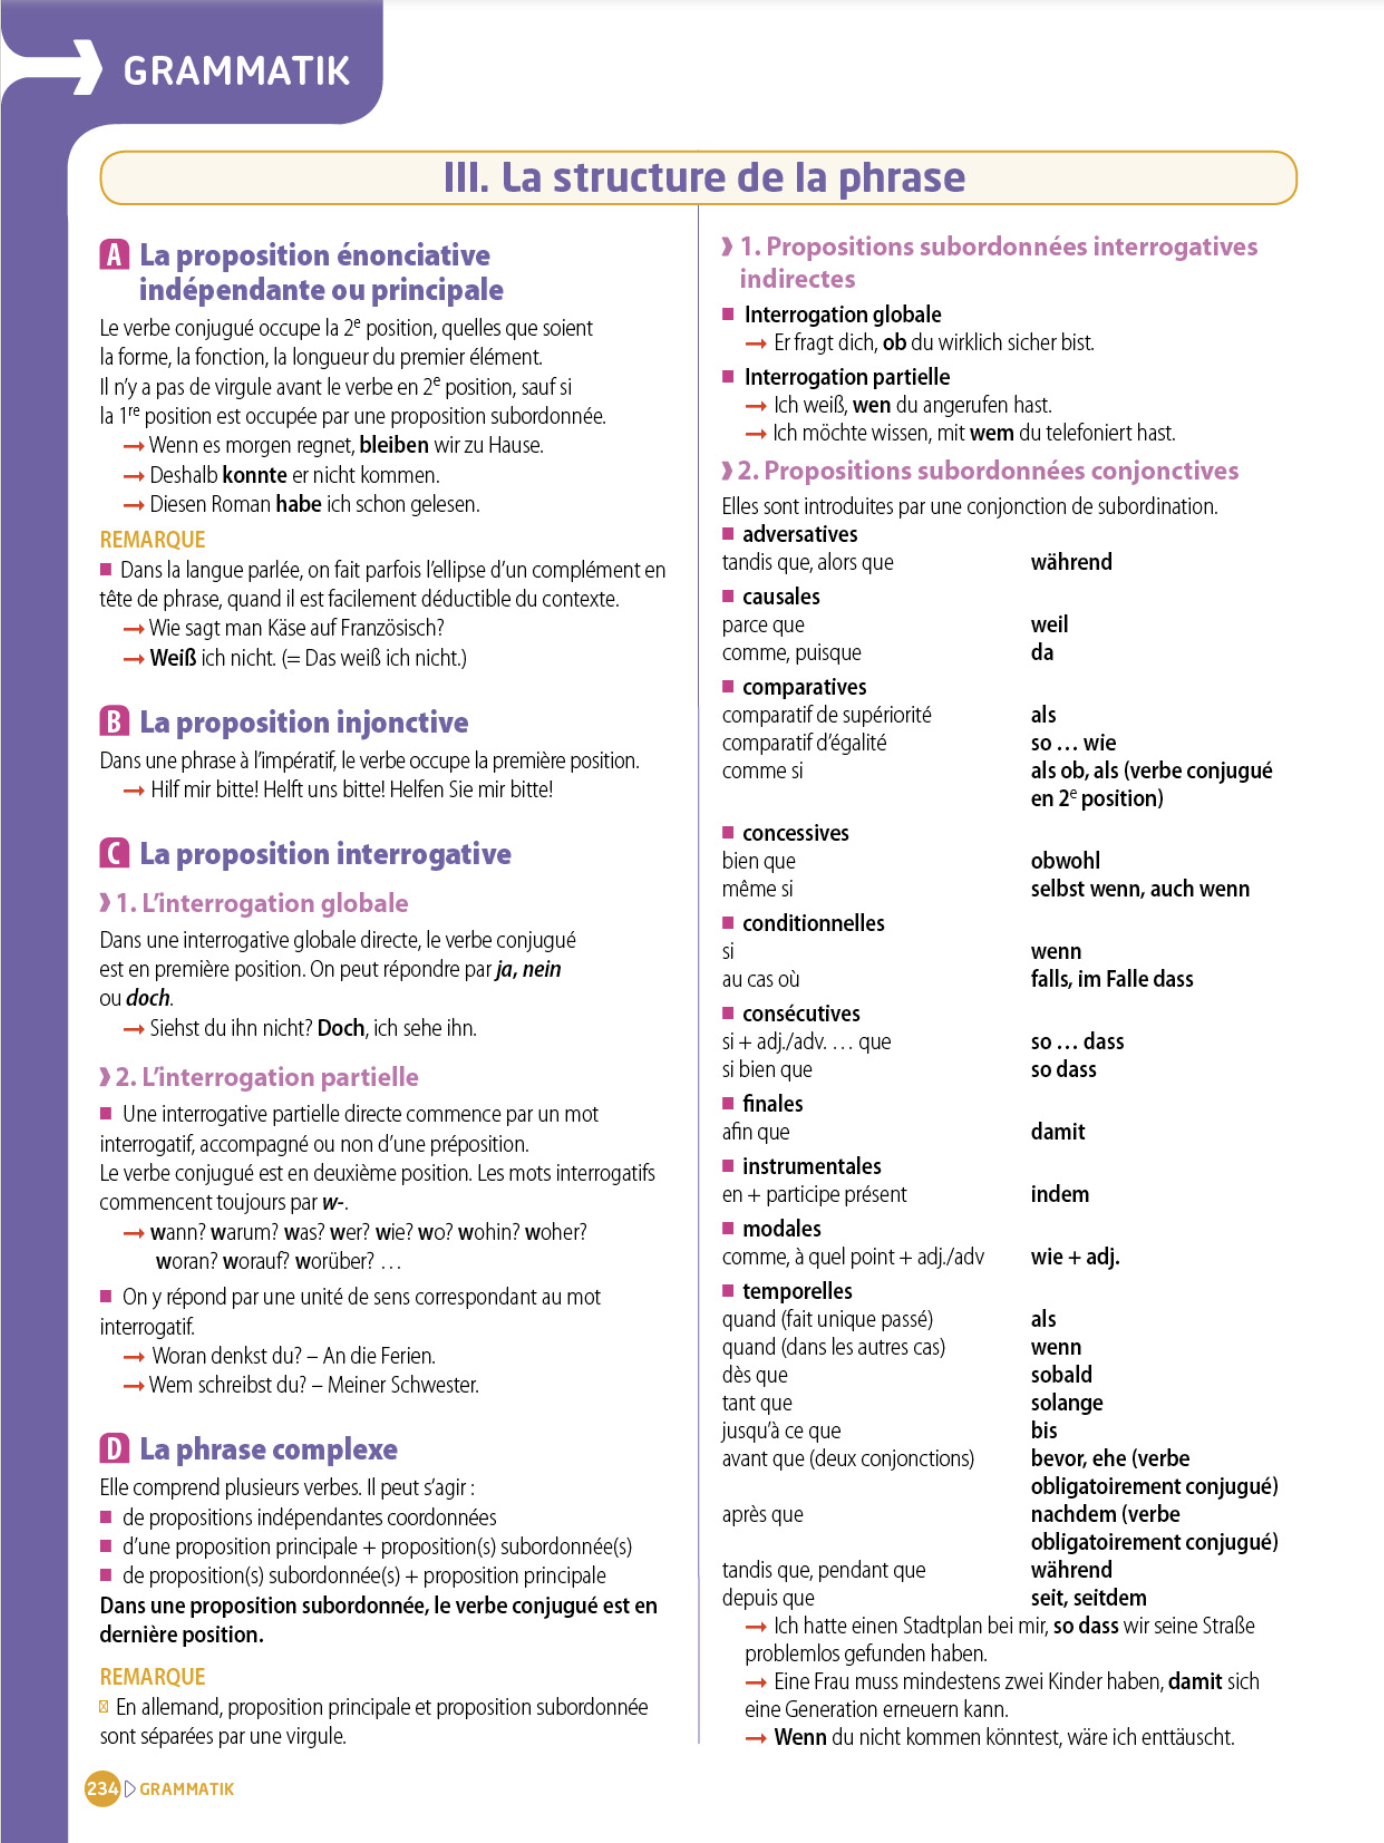 GRAMMATIK
III. La structure de la phrase
A La proposition énonciative
indépendante ou principale
Le verbe conjugué occupe la 2e position, quelles que soient
la forme, la fonction, la longueur du premier élément.
Il n’y a pas de virgule avant le verbe en 2e position, sauf si
la 1re position est occupée par une proposition subordonnée.
→ Wenn es morgen regnet, bleiben wir zu Hause.
→ Deshalb konnte er nicht kommen.
→ Diesen Roman habe ich schon gelesen.
REMARQUE
■ Dans la langue parlée, on fait parfois l’ellipse d’un complément en
tête de phrase, quand il est facilement déductible du contexte.
→ Wie sagt man Käse auf Französisch?
→ Weiß ich nicht. (= Das weiß ich nicht.)
B La proposition injonctive
Dans une phrase à l’impératif, le verbe occupe la première position.
→ Hilf mir bitte! Helft uns bitte! Helfen Sie mir bitte!
C La proposition interrogative
1. L’interrogation globale
Dans une interrogative globale directe, le verbe conjugué
est en première position. On peut répondre par ja, nein
ou doch.
→ Siehst du ihn nicht? Doch, ich sehe ihn.
2. L’interrogation partielle
■ Une interrogative partielle directe commence par un mot
interrogatif, accompagné ou non d’une préposition.
Le verbe conjugué est en deuxième position. Les mots interrogatifs
commencent toujours par w-.
→ wann? warum? was? wer? wie? wo? wohin? woher?
woran? worauf? worüber? …
■ On y répond par une unité de sens correspondant au mot
interrogatif.
→ Woran denkst du? – An die Ferien.
→ Wem schreibst du? – Meiner Schwester.
D La phrase complexe
Elle comprend plusieurs verbes. Il peut s’agir :
■ de propositions indépendantes coordonnées
■ d’une proposition principale + proposition(s) subordonnée(s)
■ de proposition(s) subordonnée(s) + proposition principale
Dans une proposition subordonnée, le verbe conjugué est en
dernière position.
REMARQUE
En allemand, proposition principale et proposition subordonnée
sont séparées par une virgule.
1. Propositions subordonnées interrogatives
indirectes
■ Interrogation globale
→ Er fragt dich, ob du wirklich sicher bist.
■ Interrogation partielle
→ Ich weiß, wen du angerufen hast.
→ Ich möchte wissen, mit wem du telefoniert hast.
2. Propositions subordonnées conjonctives
Elles sont introduites par une conjonction de subordination.
■ adversatives
tandis que, alors que während
■ causales
parce que weil
comme, puisque da
■ comparatives
comparatif de supériorité als
comparatif d’égalité so … wie
comme si als ob, als (verbe conjugué
en 2e position)
■ concessives
bien que obwohl
même si selbst wenn, auch wenn
■ conditionnelles
si wenn
au cas où falls, im Falle dass
■ consécutives
si + adj./adv. … que so … dass
si bien que so dass
■ finales
afin que damit
■ instrumentales
en + participe présent indem
■ modales
comme, à quel point + adj./adv wie + adj.
■ temporelles
quand (fait unique passé) als
quand (dans les autres cas) wenn
dès que sobald
tant que solange
jusqu’à ce que bis
avant que (deux conjonctions) bevor, ehe (verbe
obligatoirement conjugué)
après que nachdem (verbe
obligatoirement conjugué)
tandis que, pendant que während
depuis que seit, seitdem
→ Ich hatte einen Stadtplan bei mir, so dass wir seine Straße
problemlos gefunden haben.
→ Eine Frau muss mindestens zwei Kinder haben, damit sich
eine Generation erneuern kann.
→ Wenn du nicht kommen könntest, wäre ich enttäuscht.
234 GRAMMATIK